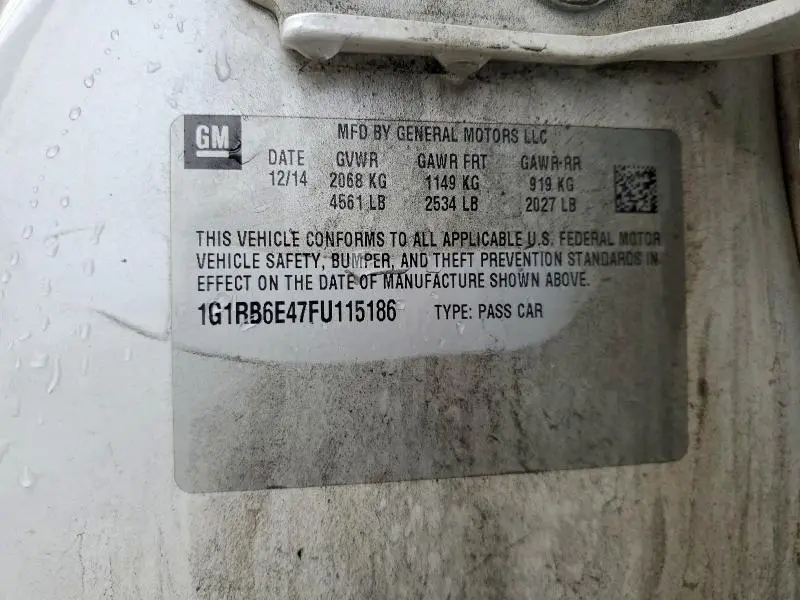 GM
MFD BY GENERAL MOTORS LLC
DATE GVWR GAWR FRT GAWR RR
12/14 2068 KG 1149 KG 919 KG
4561 LB 2534 LB 2027 LB
THIS VEHICLE CONFORMS TO ALL APPLICABLE U.S. FEDERAL MOTOR
VEHICLE SAFETY, BUMPER, AND THEFT PREVENTION STANDARDS IN
EFFECT ON THE DATE OF MANUFACTURE SHOWN ABOVE.
1G1RB6E47FU115186 TYPE: PASS CAR